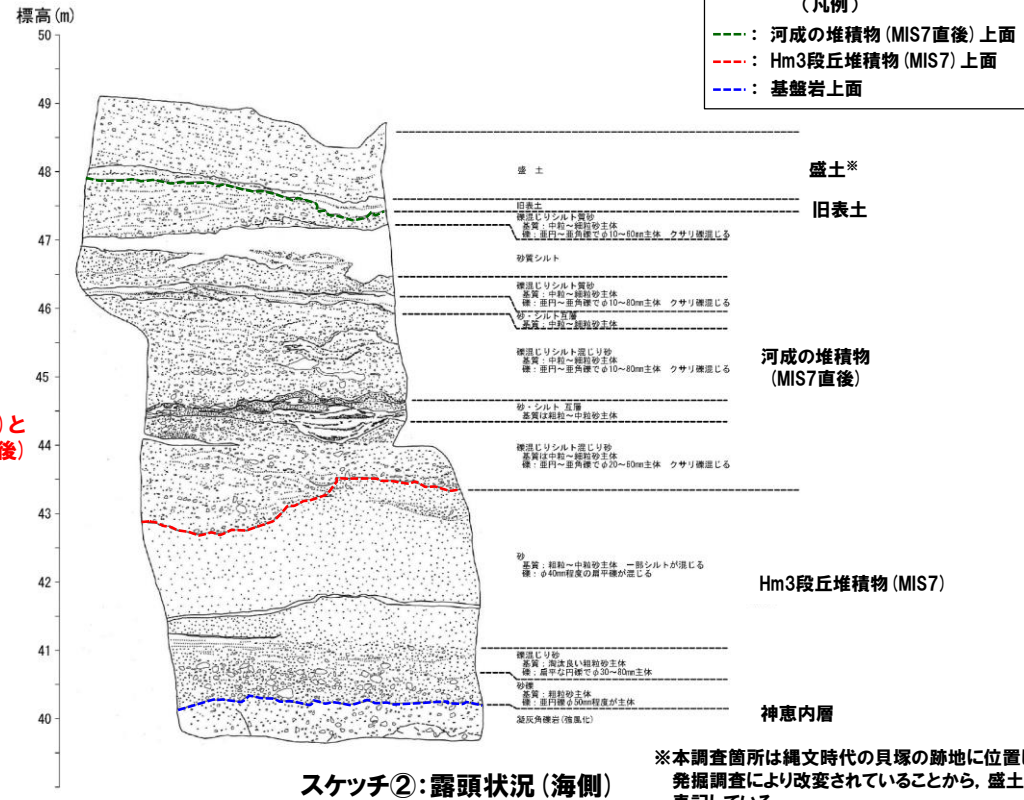 標高(m)
50
49
48
47
46
45
44
43
42
41
40
(凡例)
: 河成の堆積物(MIS7直後)上面
: Hm3段丘堆積物(MIS7)上面
: 基盤岩上面
盛 土
盛土※
旧表土
旧表土
礫混じりシルト質砂
基質:中粒~細粒砂主体
礫:亜円~亜角礫でφ10~60mm主体 クサリ礫混じる
砂質シルト
礫混じりシルト質砂
基質:中粒~細粒砂主体
礫:亜円~亜角礫でφ10~80mm主体 クサリ礫混じる
砂・シルト互層
基質:中粒~細粒砂主体
礫混じりシルト混じり砂
基質:中粒~細粒砂主体
礫:亜円~亜角礫でφ10~80mm主体 クサリ礫混じる
河成の堆積物
(MIS7直後)
砂・シルト 互層
基質は粗粒~中粒砂主体
礫混じりシルト混じり砂
基質は中粒~細粒砂主体
礫:亜円~亜角礫でφ20~60mm主体 クサリ礫混じる
)と
後)
砂
基質:粗粒~中粒砂主体 一部シルトが混じる
礫:φ40mm程度の扁平礫が混じる
Hm3段丘堆積物(MIS7)
礫混じり砂
基質:淘汰良い粗粒砂主体
礫:扁平な円礫でφ30~80mm主体
砂礫
基質:粗粒砂主体
礫:亜円礫φ50mm程度が主体
凝灰角礫岩(強風化)
神恵内層
スケッチ②:露頭状況(海側)
※本調査箇所は縄文時代の貝塚の跡地に位置
発掘調査により改変されていることから, 盛土